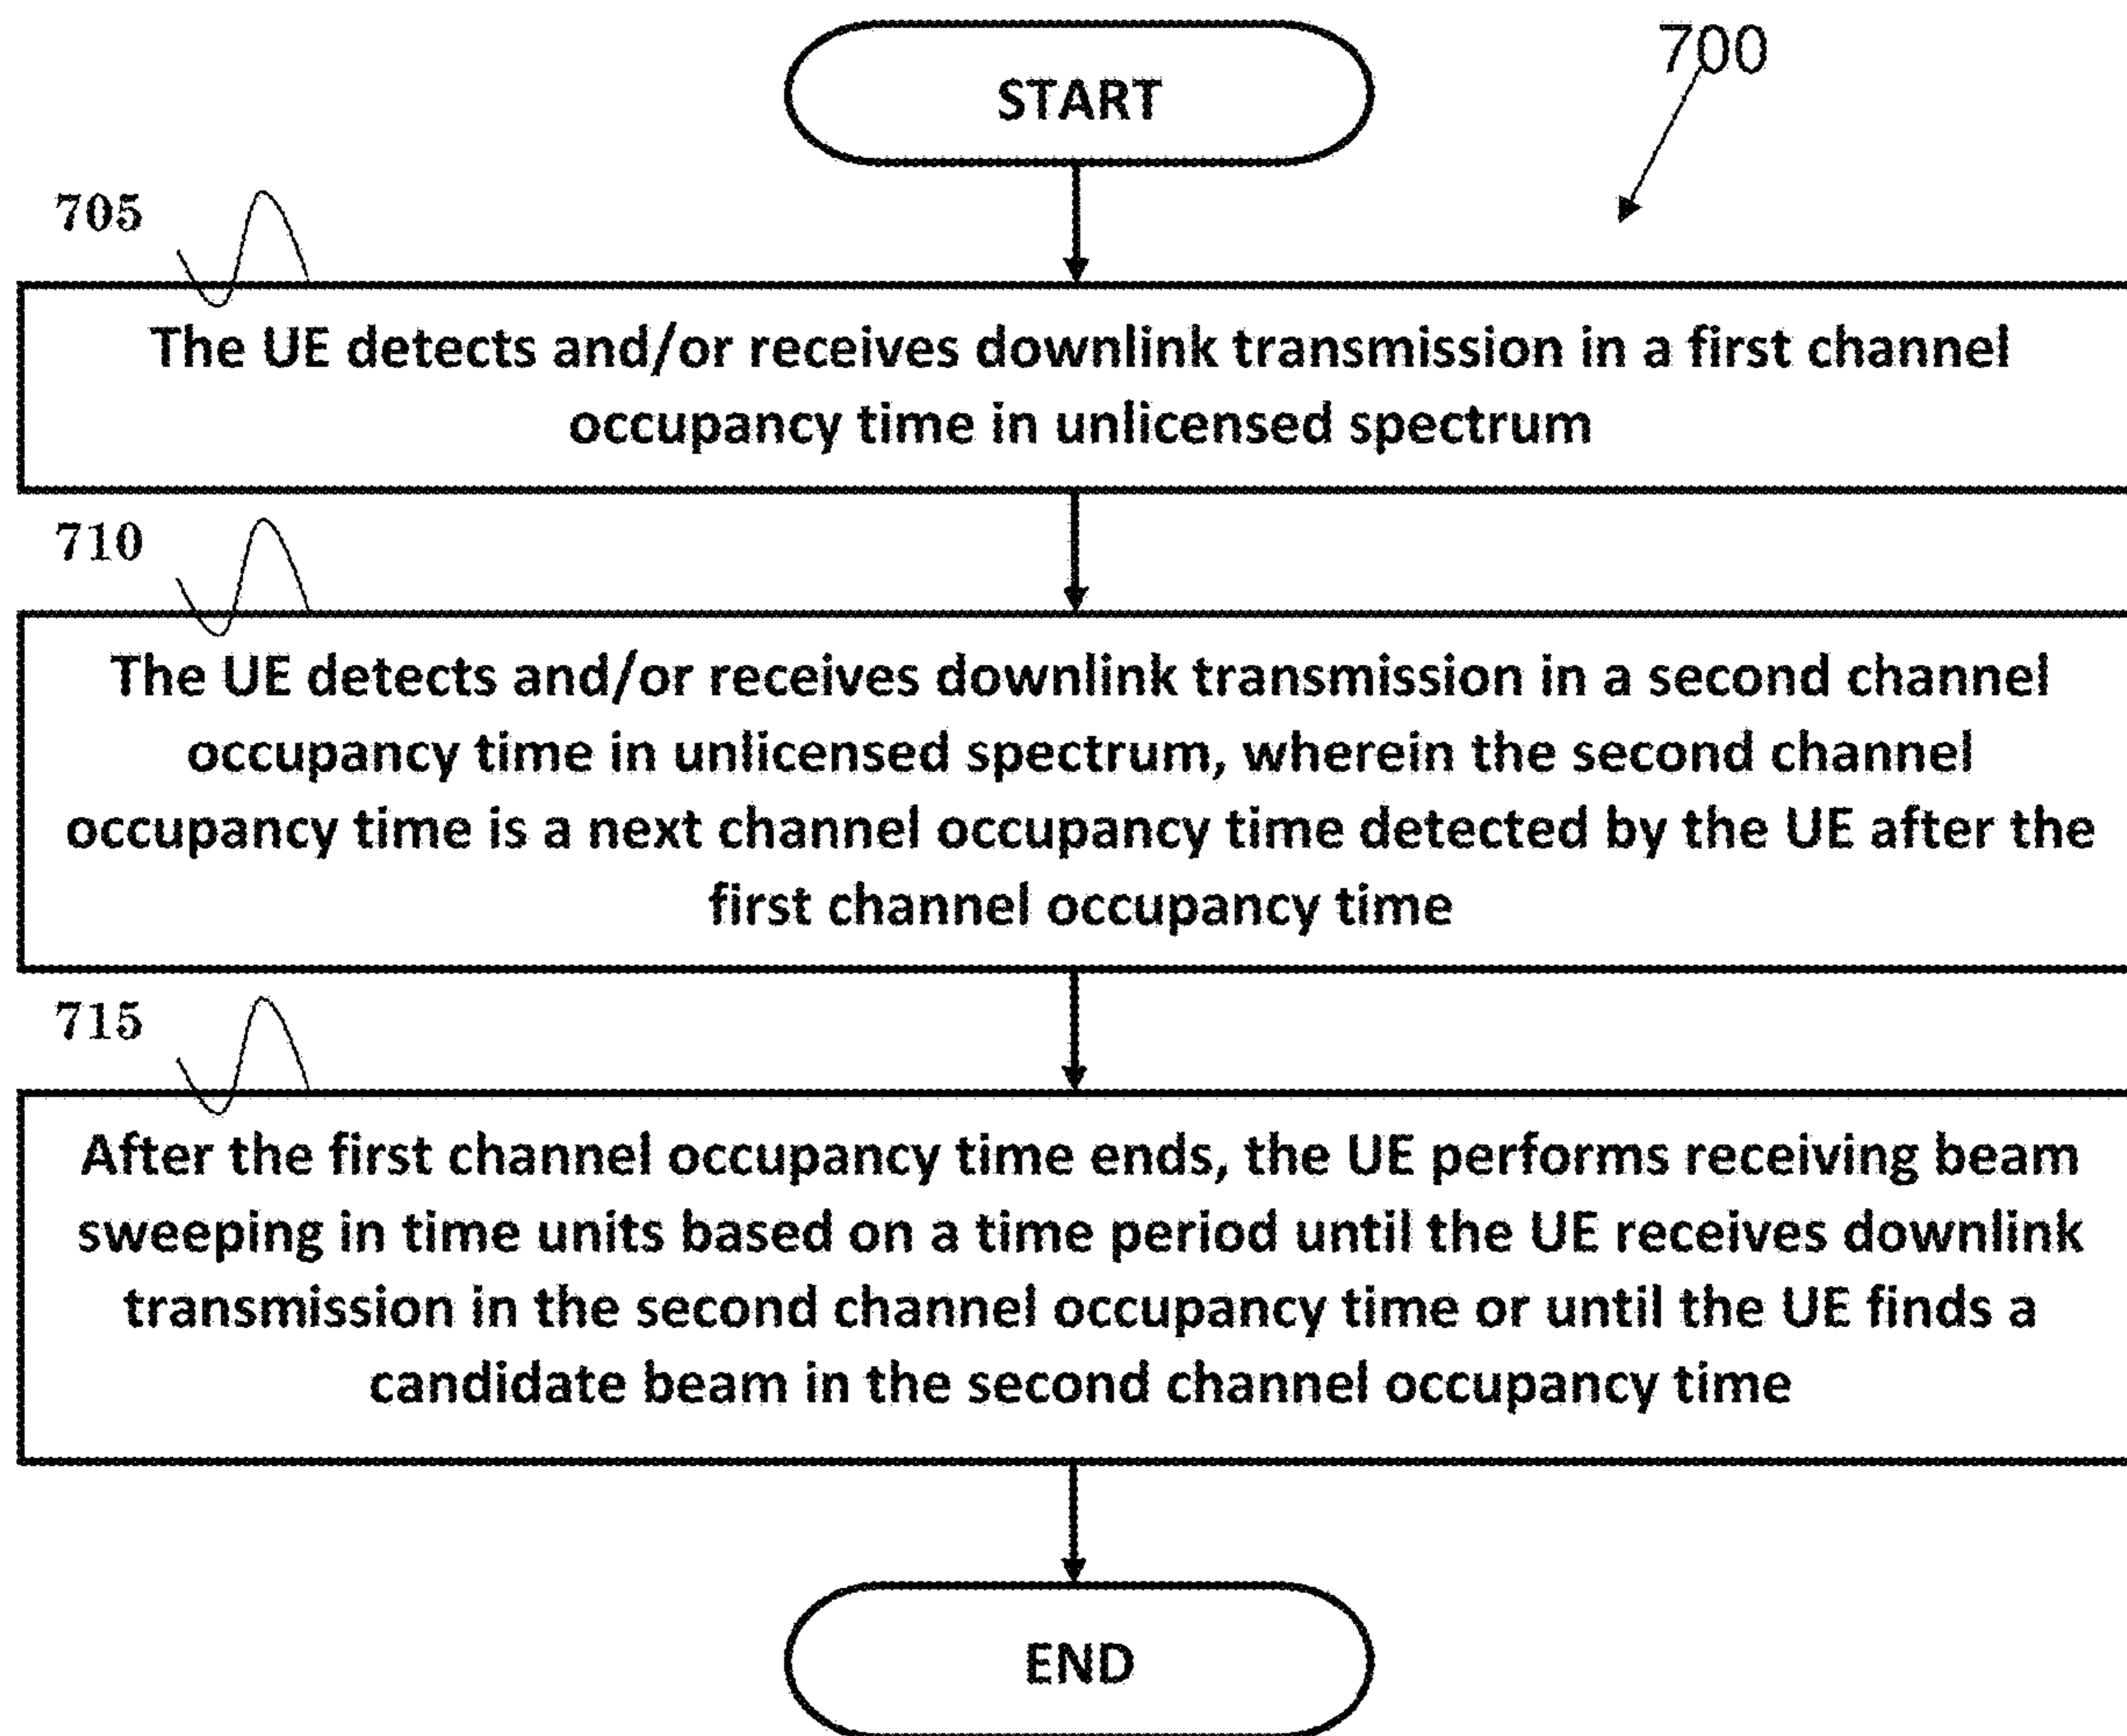 START
700
705
The UE detects and/or receives downlink transmission in a first channel
occupancy time in unlicensed spectrum
710
The UE detects and/or receives downlink transmission in a second channel
occupancy time in unlicensed spectrum, wherein the second channel
occupancy time is a next channel occupancy time detected by the UE after the
first channel occupancy time
715
After the first channel occupancy time ends, the UE performs receiving beam
sweeping in time units based on a time period until the UE receives downlink
transmission in the second channel occupancy time or until the UE finds a
candidate beam in the second channel occupancy time
END